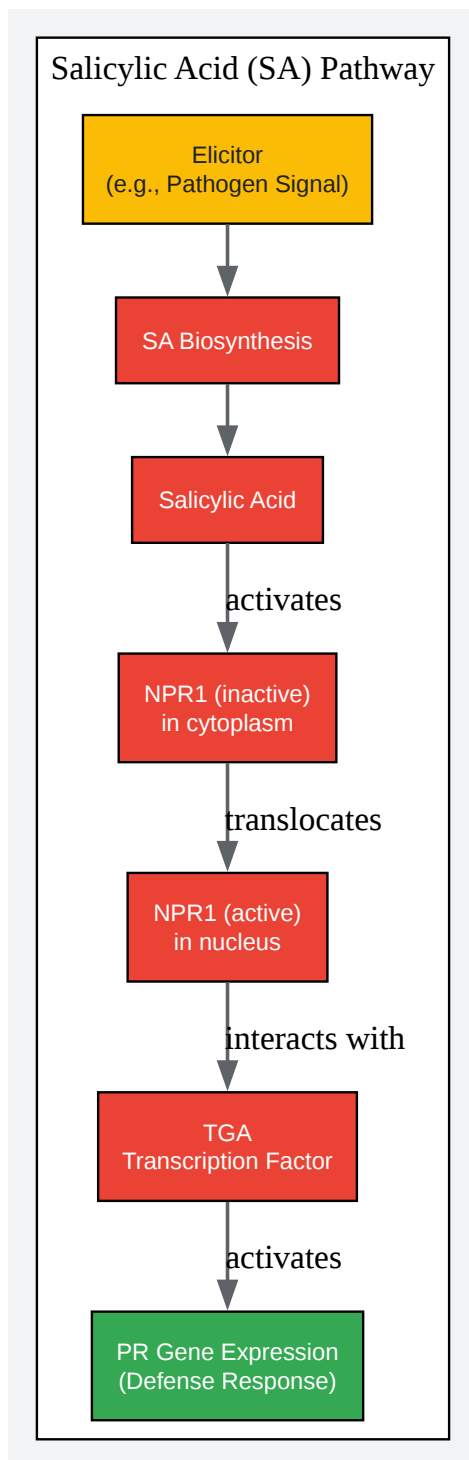 Salicylic Acid (SA) Pathway
Elicitor
(e.g., Pathogen Signal)
SA Biosynthesis
Salicylic Acid
activates
NPR1 (inactive)
in cytoplasm
translocates
NPR1 (active)
in nucleus
interacts with
TGA
Transcription Factor
activates
PR Gene Expression
(Defense Response)